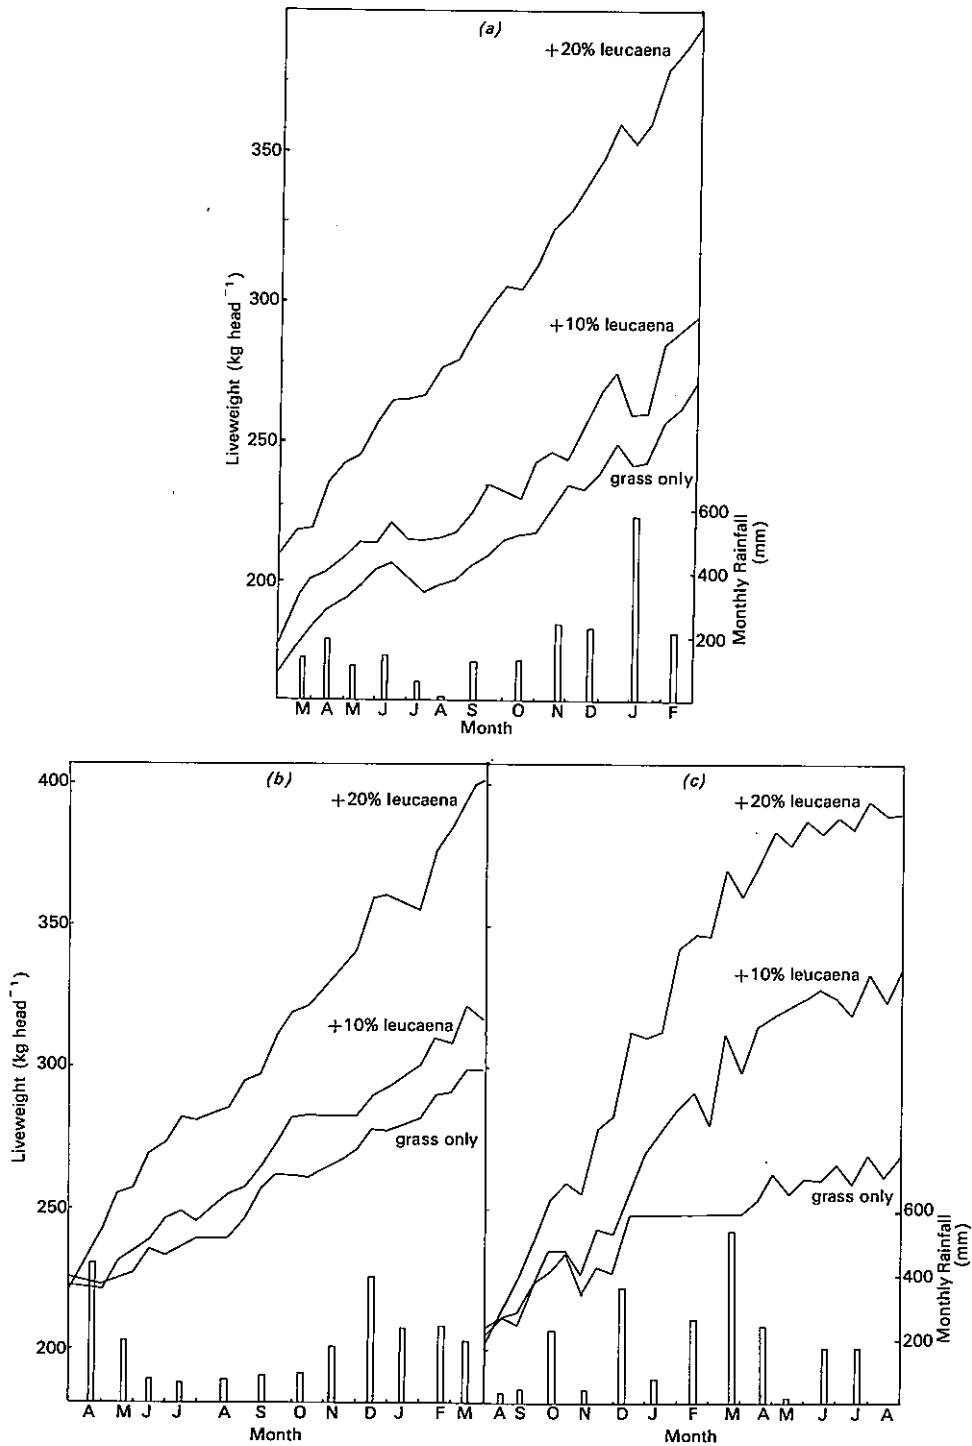 (a)
+20% leucaena
350
300
+10% leucaena
250
grass only
200
Liveweight (kg head⁻¹)
600
400
200
Monthly Rainfall
(mm)
M A M J J A S O N D J F
Month
(b)
400
+20% leucaena
350
+10% leucaena
300
grass only
250
200
Liveweight (kg head⁻¹)
A M J J A S O N D J F M
Month
(c)
+20% leucaena
+10% leucaena
grass only
600
400
200
Monthly Rainfall
(mm)
A S O N D J F M A M J J A
Month